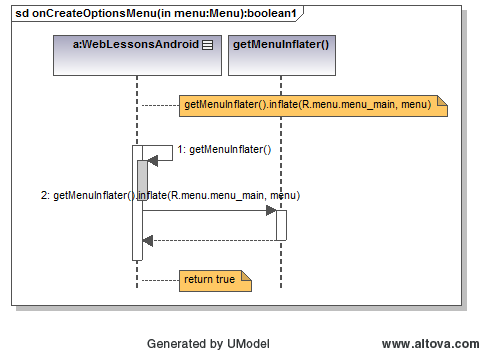 sd onCreateOptionsMenu(in menu:Menu):boolean1
a:WebLessonsAndroid
getMenuInflater()
getMenuInflater().inflate(R.menu.menu_main, menu)
1: getMenuInflater()
2: getMenuInflater().inflate(R.menu.menu_main, menu)
return true
Generated by UModel
www.altova.com